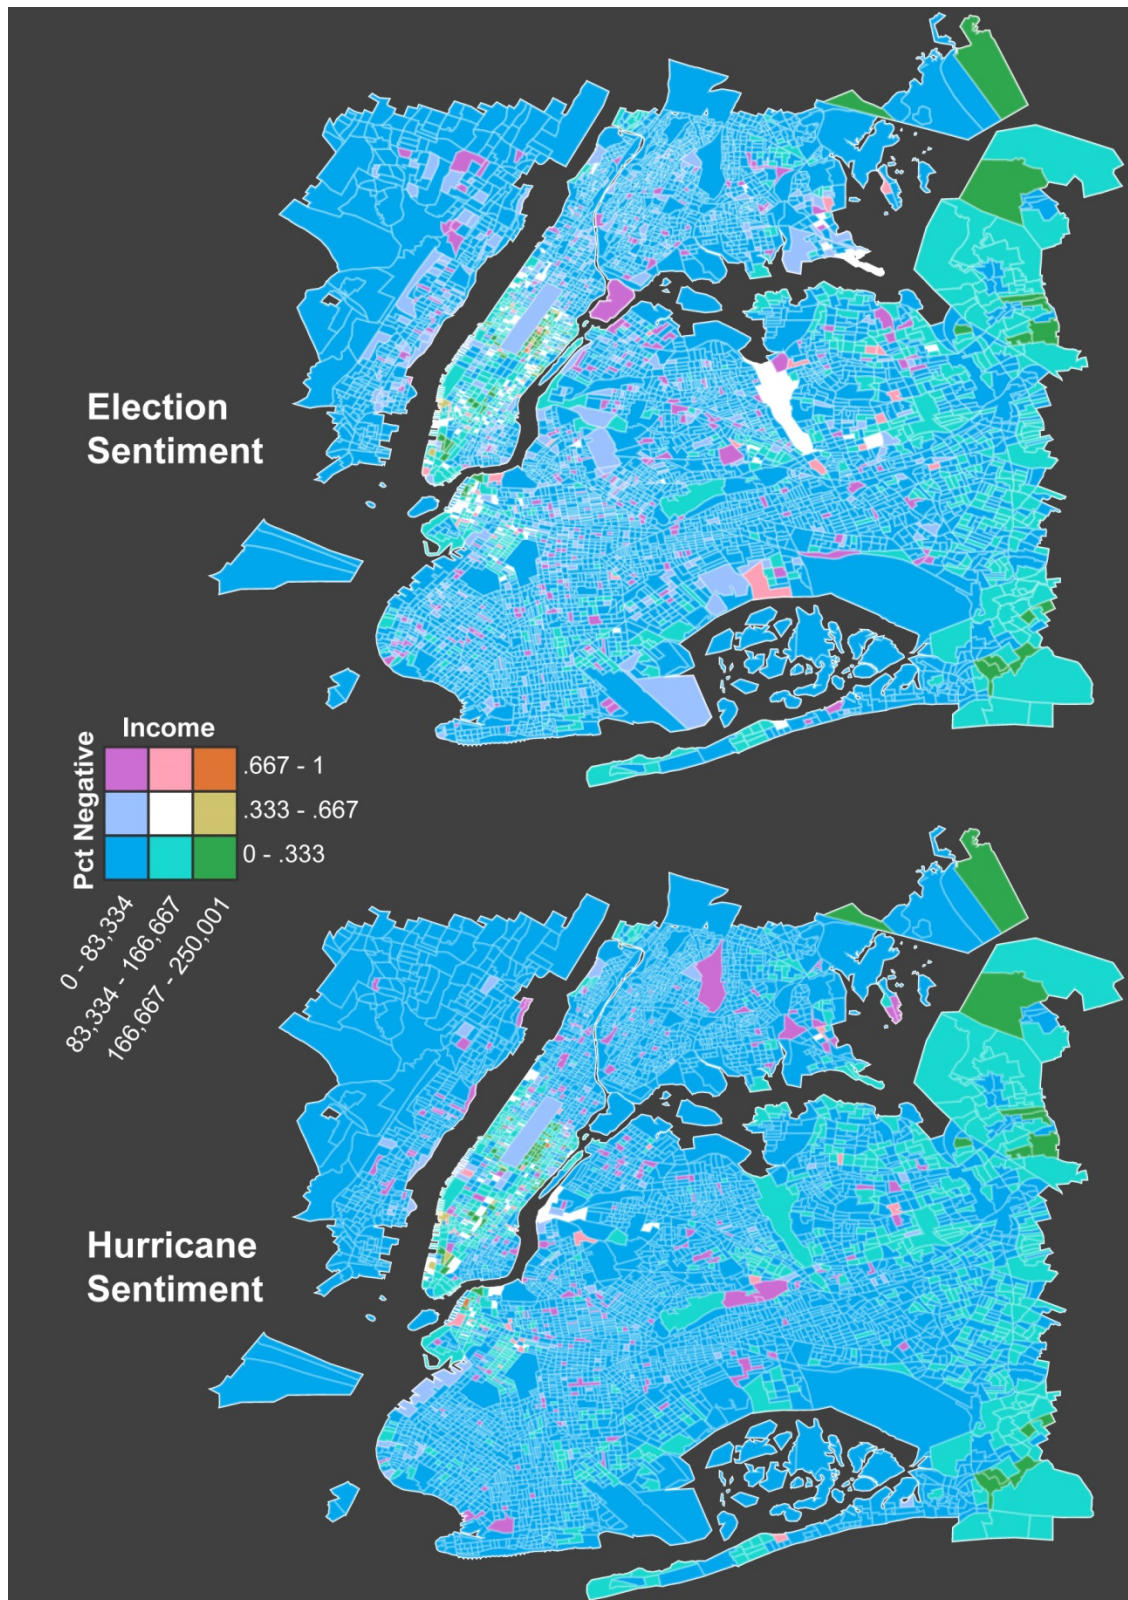 Election
Sentiment
Income
Pct Negative
.667 - 1
.333 - .667
0 - .333
0 - 83,334
83,334 - 166,667
166,667 - 250,001
Hurricane
Sentiment